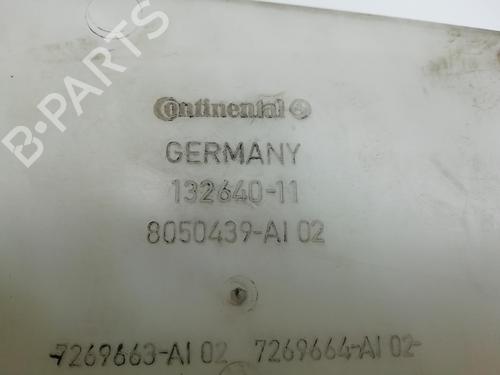 Continental
GERMANY
132640-11
8050439-AI 02
7269663-AI 02 7269664-AI 02-
B-PARTS